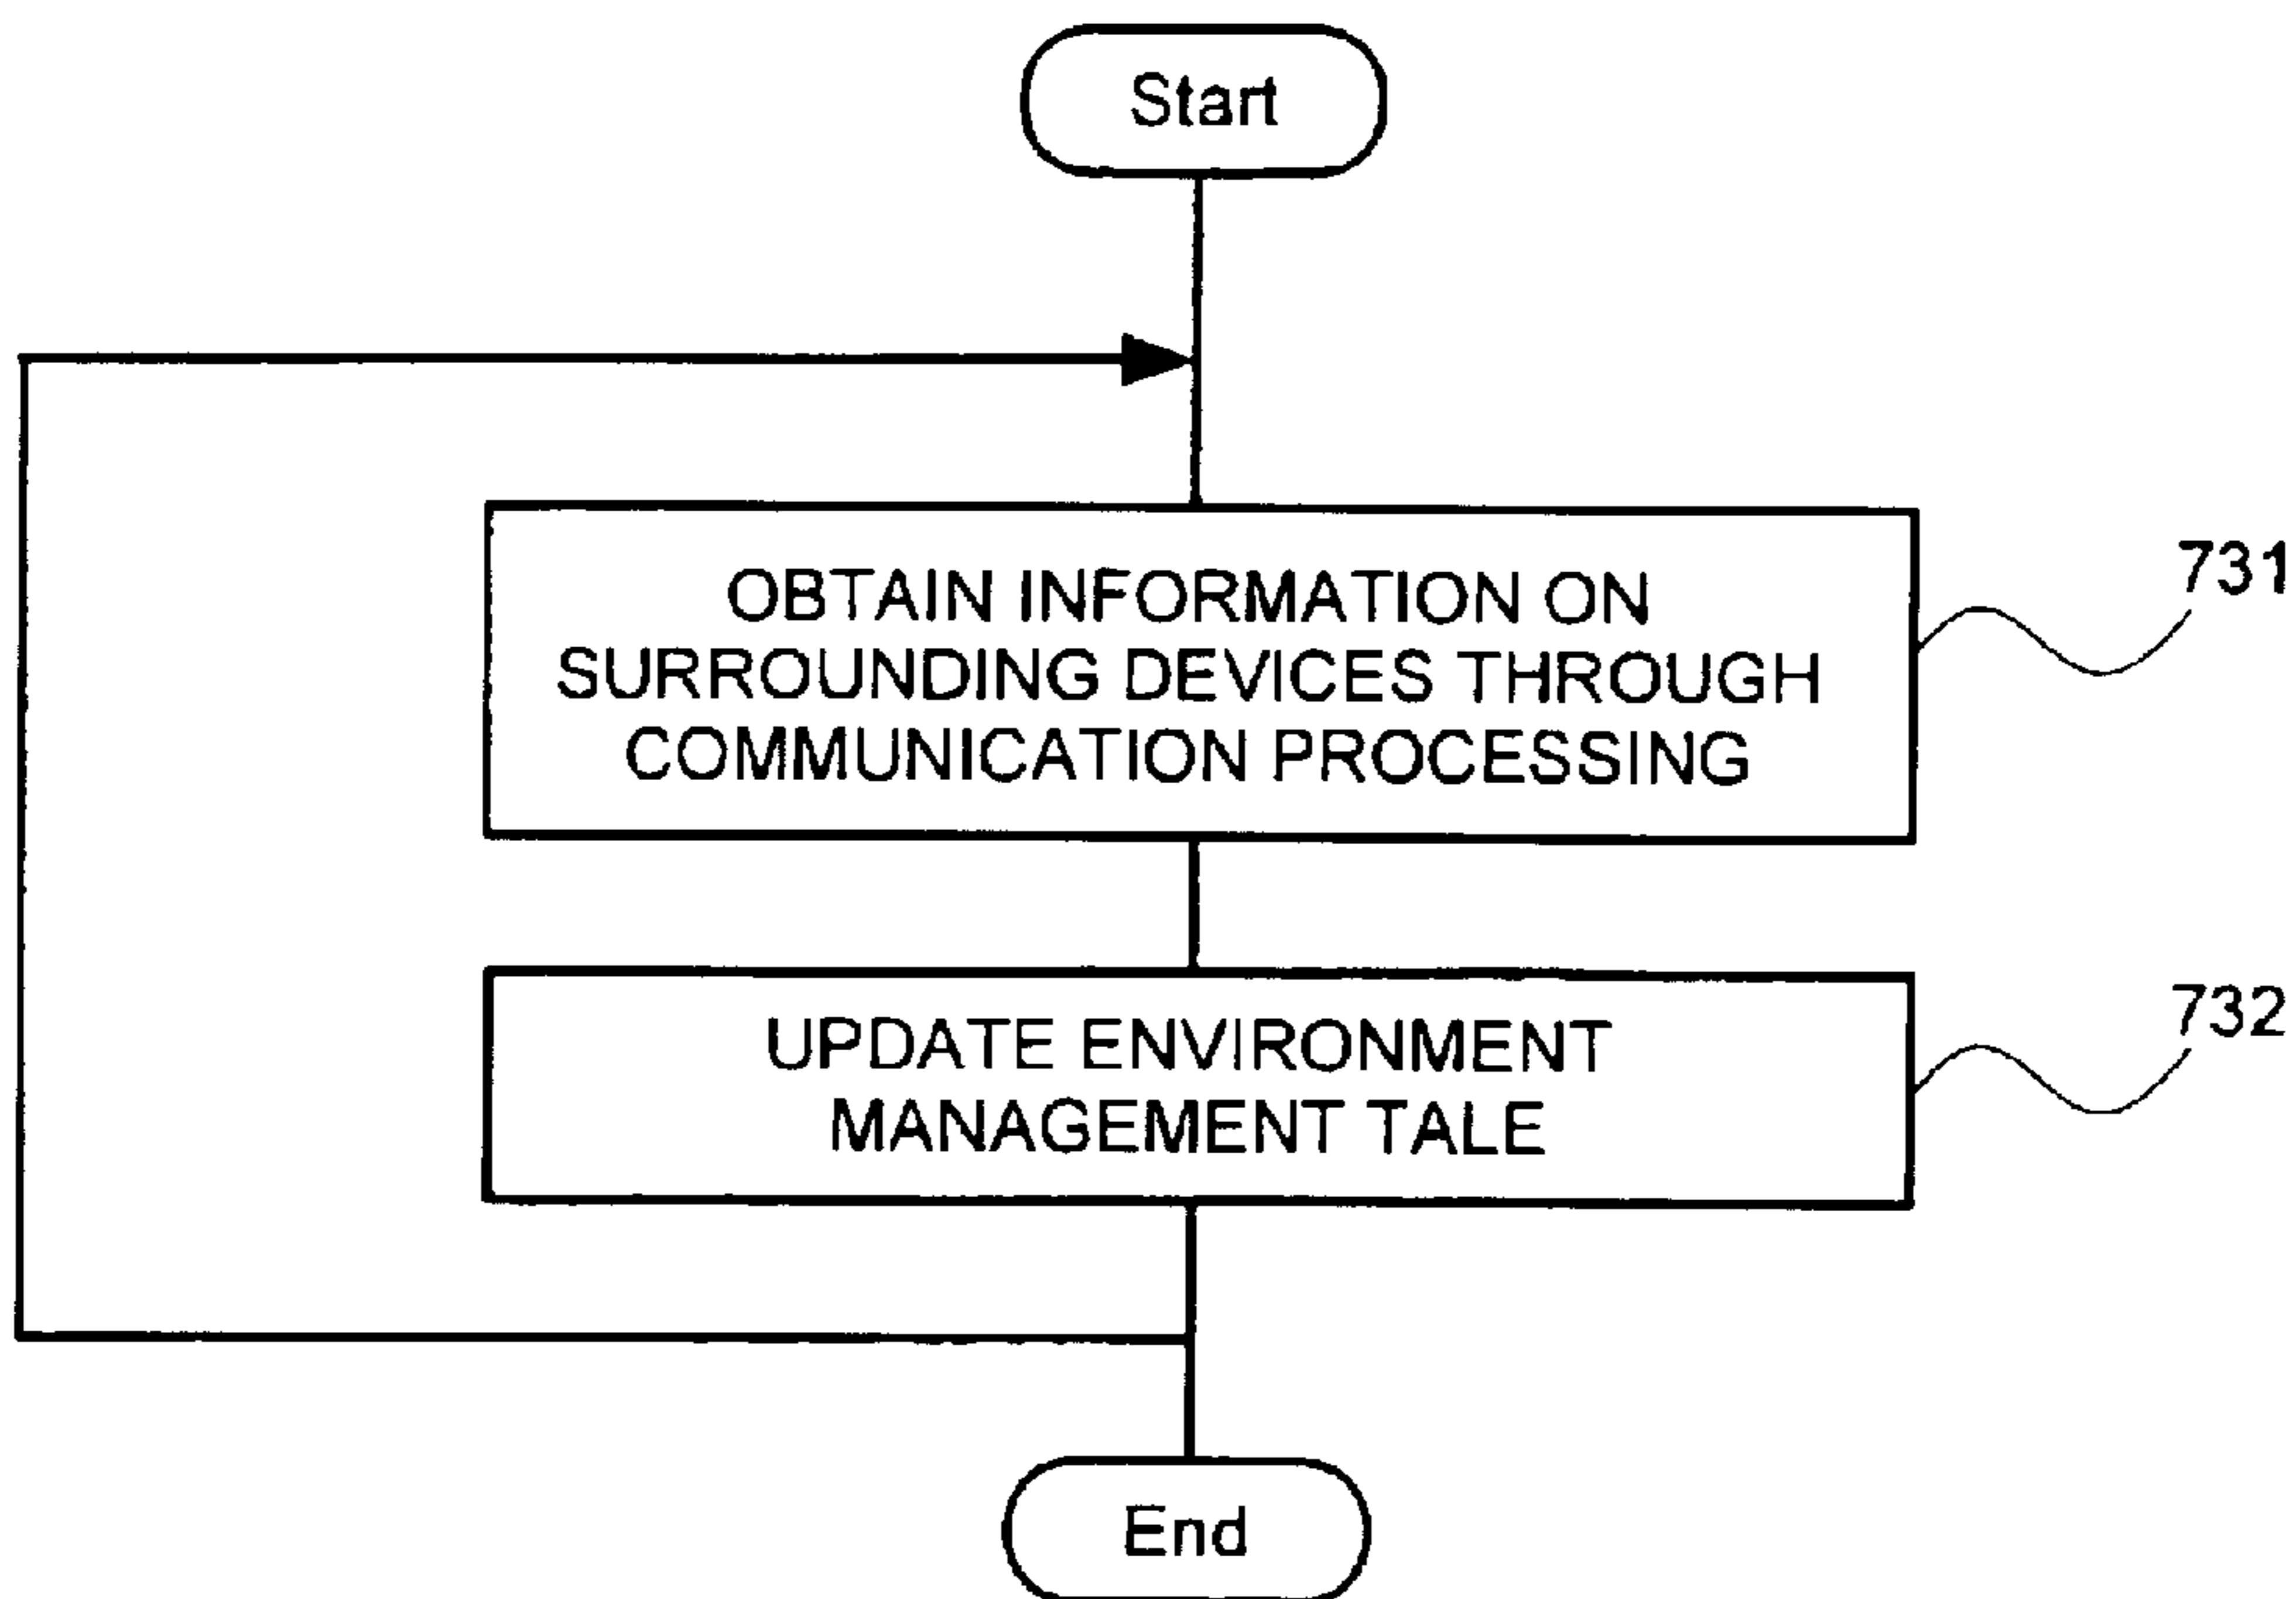 Start
OBTAIN INFORMATION ON
SURROUNDING DEVICES THROUGH
COMMUNICATION PROCESSING
731
UPDATE ENVIRONMENT
MANAGEMENT TALE
732
End